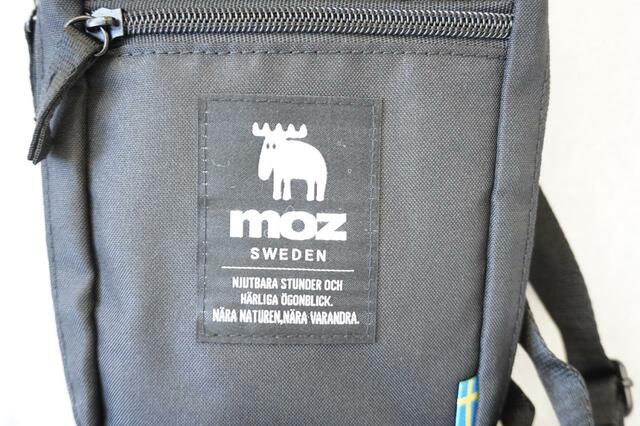 moz
SWEDEN
NJUTBARA STUNDER OCH
HÄRLIGA ÖGONBLICK.
NÄRA NATUREN,NÄRA VARANDRA.